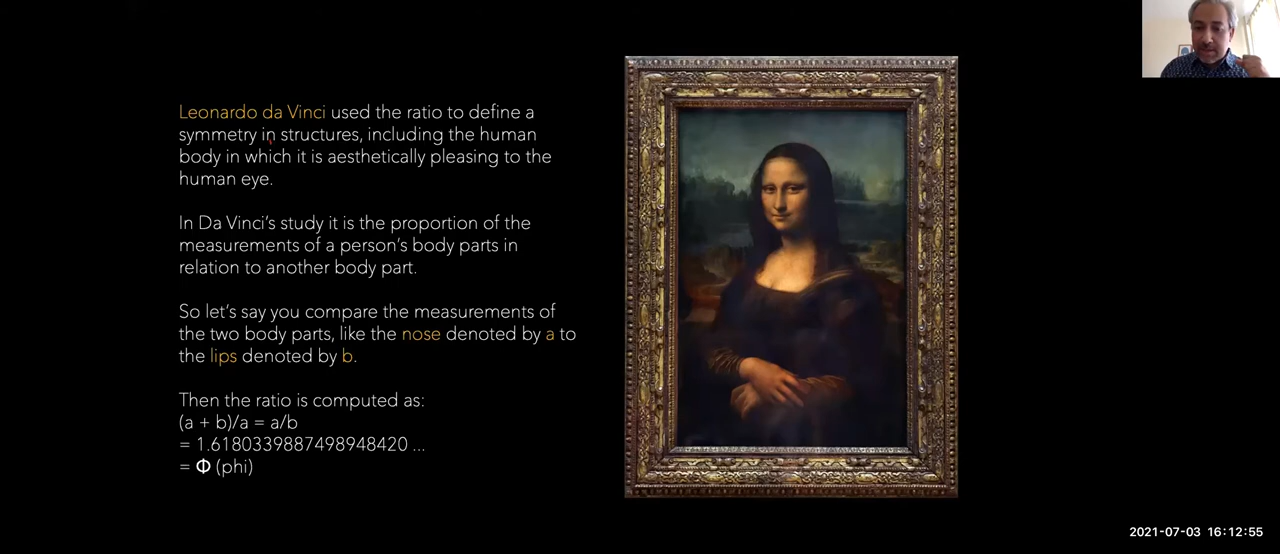 Leonardo da Vinci used the ratio to define a
symmetry in structures, including the human
body in which it is aesthetically pleasing to the
human eye.
In Da Vinci's study it is the proportion of the
measurements of a person's body parts in
relation to another body part.
So let's say you compare the measurements of
the two body parts, like the nose denoted by a to
the lips denoted by b.
Then the ratio is computed as:
(a + b)/a = a/b
= 1.6180339887498948420 ...
= Φ (phi)
2021-07-03 16:12:55